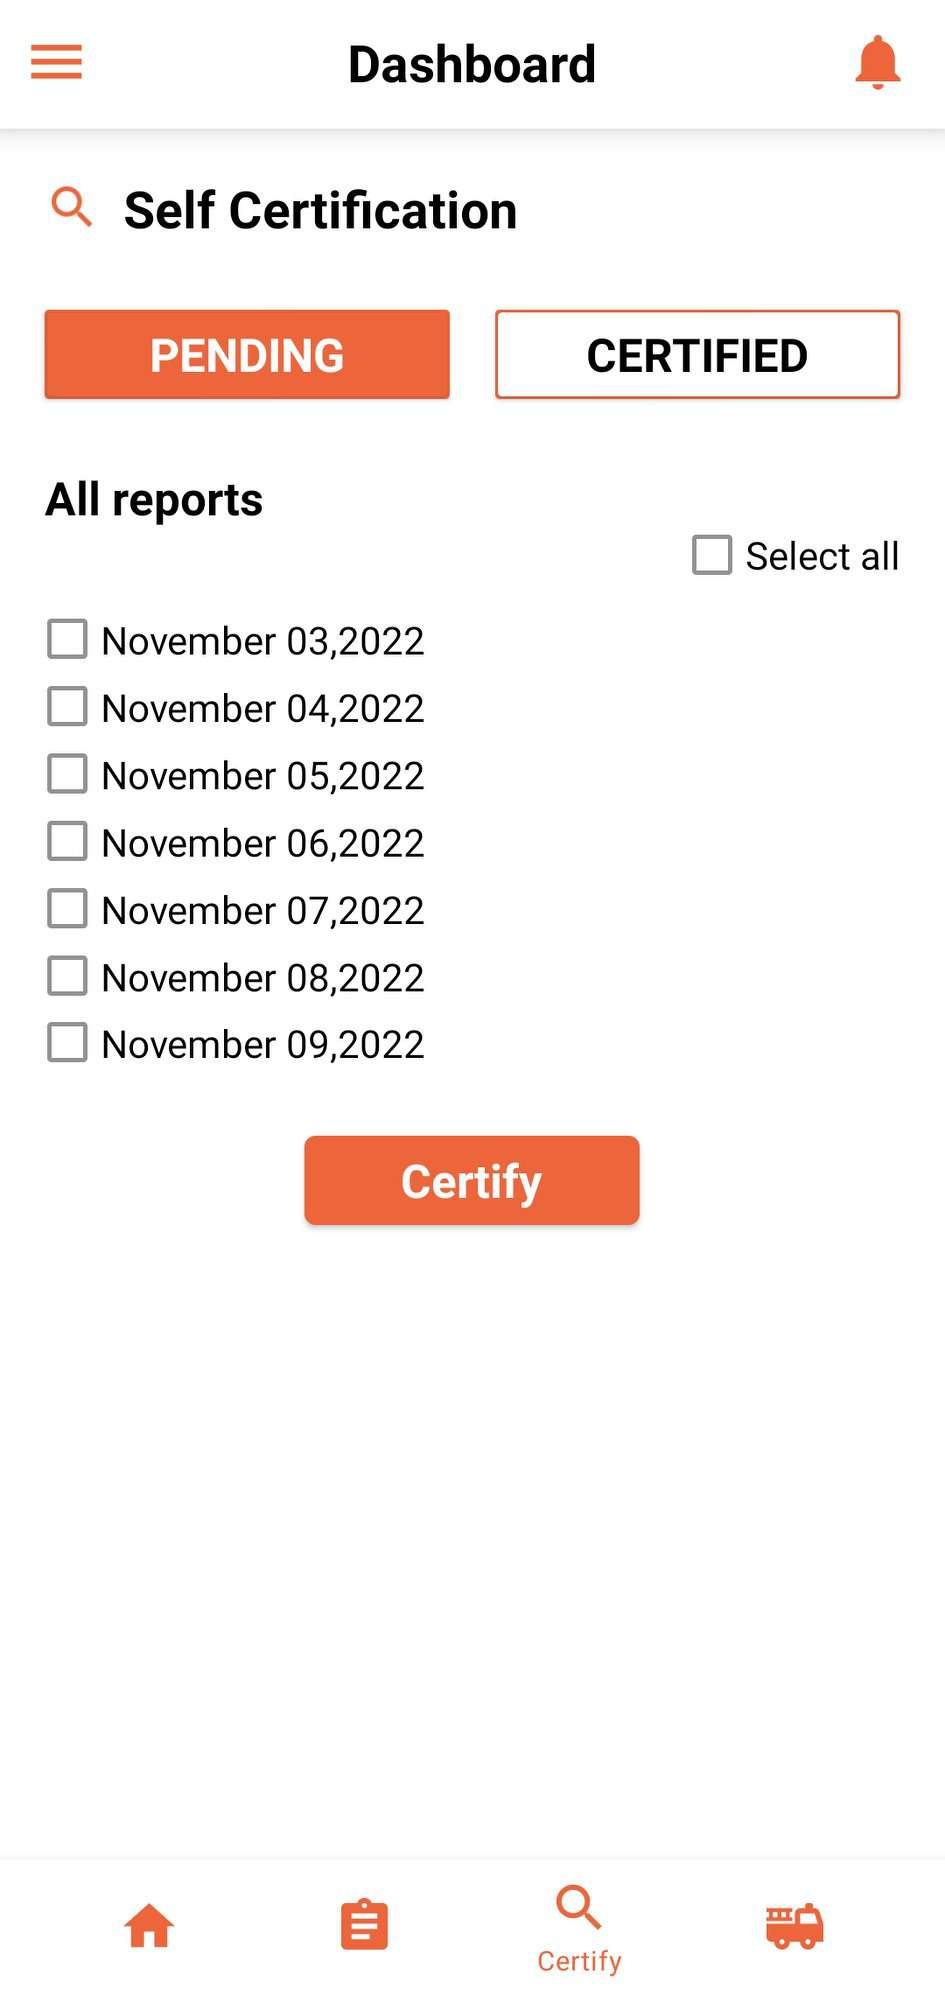 Dashboard
Self Certification
PENDING
CERTIFIED
All reports
Select all
November 03,2022
November 04,2022
November 05,2022
November 06,2022
November 07,2022
November 08,2022
November 09,2022
Certify
Certify